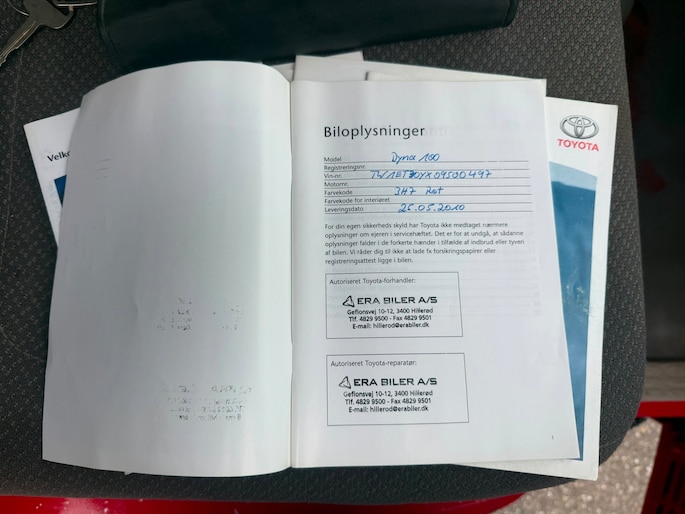 Velko
TOYOTA
Biloplysninger
Model Dyna 100
Registreringsnr.
Vin-nr.
Motornr.
Farvekode 3H7 Rot
Farvekode for interiøret
Leveringsdato 26.05.2010
For din egen sikkerheds skyld har Toyota ikke medtaget nærmere
oplysninger om ejeren i servicehæftet. Det er for at undgå, at sådanne
oplysninger falder i de forkerte hænder i tilfælde af indbrud eller tyveri
af bilen. Vi råder dig til ikke at lade fx forsikringspapirer eller
registreringsattest ligge i bilen.
Autoriseret Toyota-forhandler:
ERA BILER A/S
Geflonsvej 10-12, 3400 Hillerød
Tlf. 4829 9500 - Fax 4829 9501
E-mail: hillerod@erabiler.dk
Autoriseret Toyota-reparatør:
ERA BILER A/S
Geflonsvej 10-12, 3400 Hillerød
Tlf. 4829 9500 - Fax 4829 9501
E-mail: hillerod@erabiler.dk
1